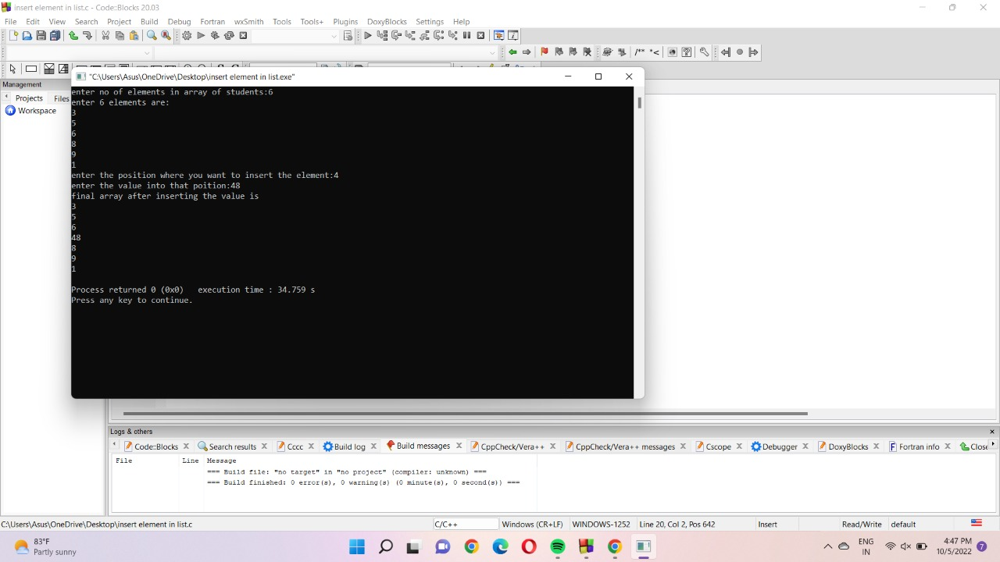 insert element in list.c - Code::Blocks 20.03
File Edit View Search Project Build Debug Fortran wxSmith Tools Tools+ Plugins DoxyBlocks Settings Help
/** *<
Management
Projects Files
Workspace
"C:\Users\Asus\OneDrive\Desktop\insert element in list.exe"
enter no of elements in array of students:6
enter 6 elements are:
3
5
6
8
9
1
enter the position where you want to insert the element:4
enter the value into that poition:48
final array after inserting the value is
3
5
6
48
8
9
1
Process returned 0 (0x0) execution time : 34.759 s
Press any key to continue.
Logs & others
Code::Blocks Search results Cccc Build log Build messages CppCheck/Vera++ CppCheck/Vera++ messages Cscope Debugger DoxyBlocks Fortran info Close
File Line Message
=== Build file: "no target" in "no project" (compiler: unknown) ===
=== Build finished: 0 error(s), 0 warning(s) (0 minute(s), 0 second(s)) ===
C:\Users\Asus\OneDrive\Desktop\insert element in list.c C/C++ Windows (CR+LF) WINDOWS-1252 Line 20, Col 2, Pos 642 Insert Read/Write default
83°F
Partly sunny
ENG
IN
4:47 PM
10/5/2022
7